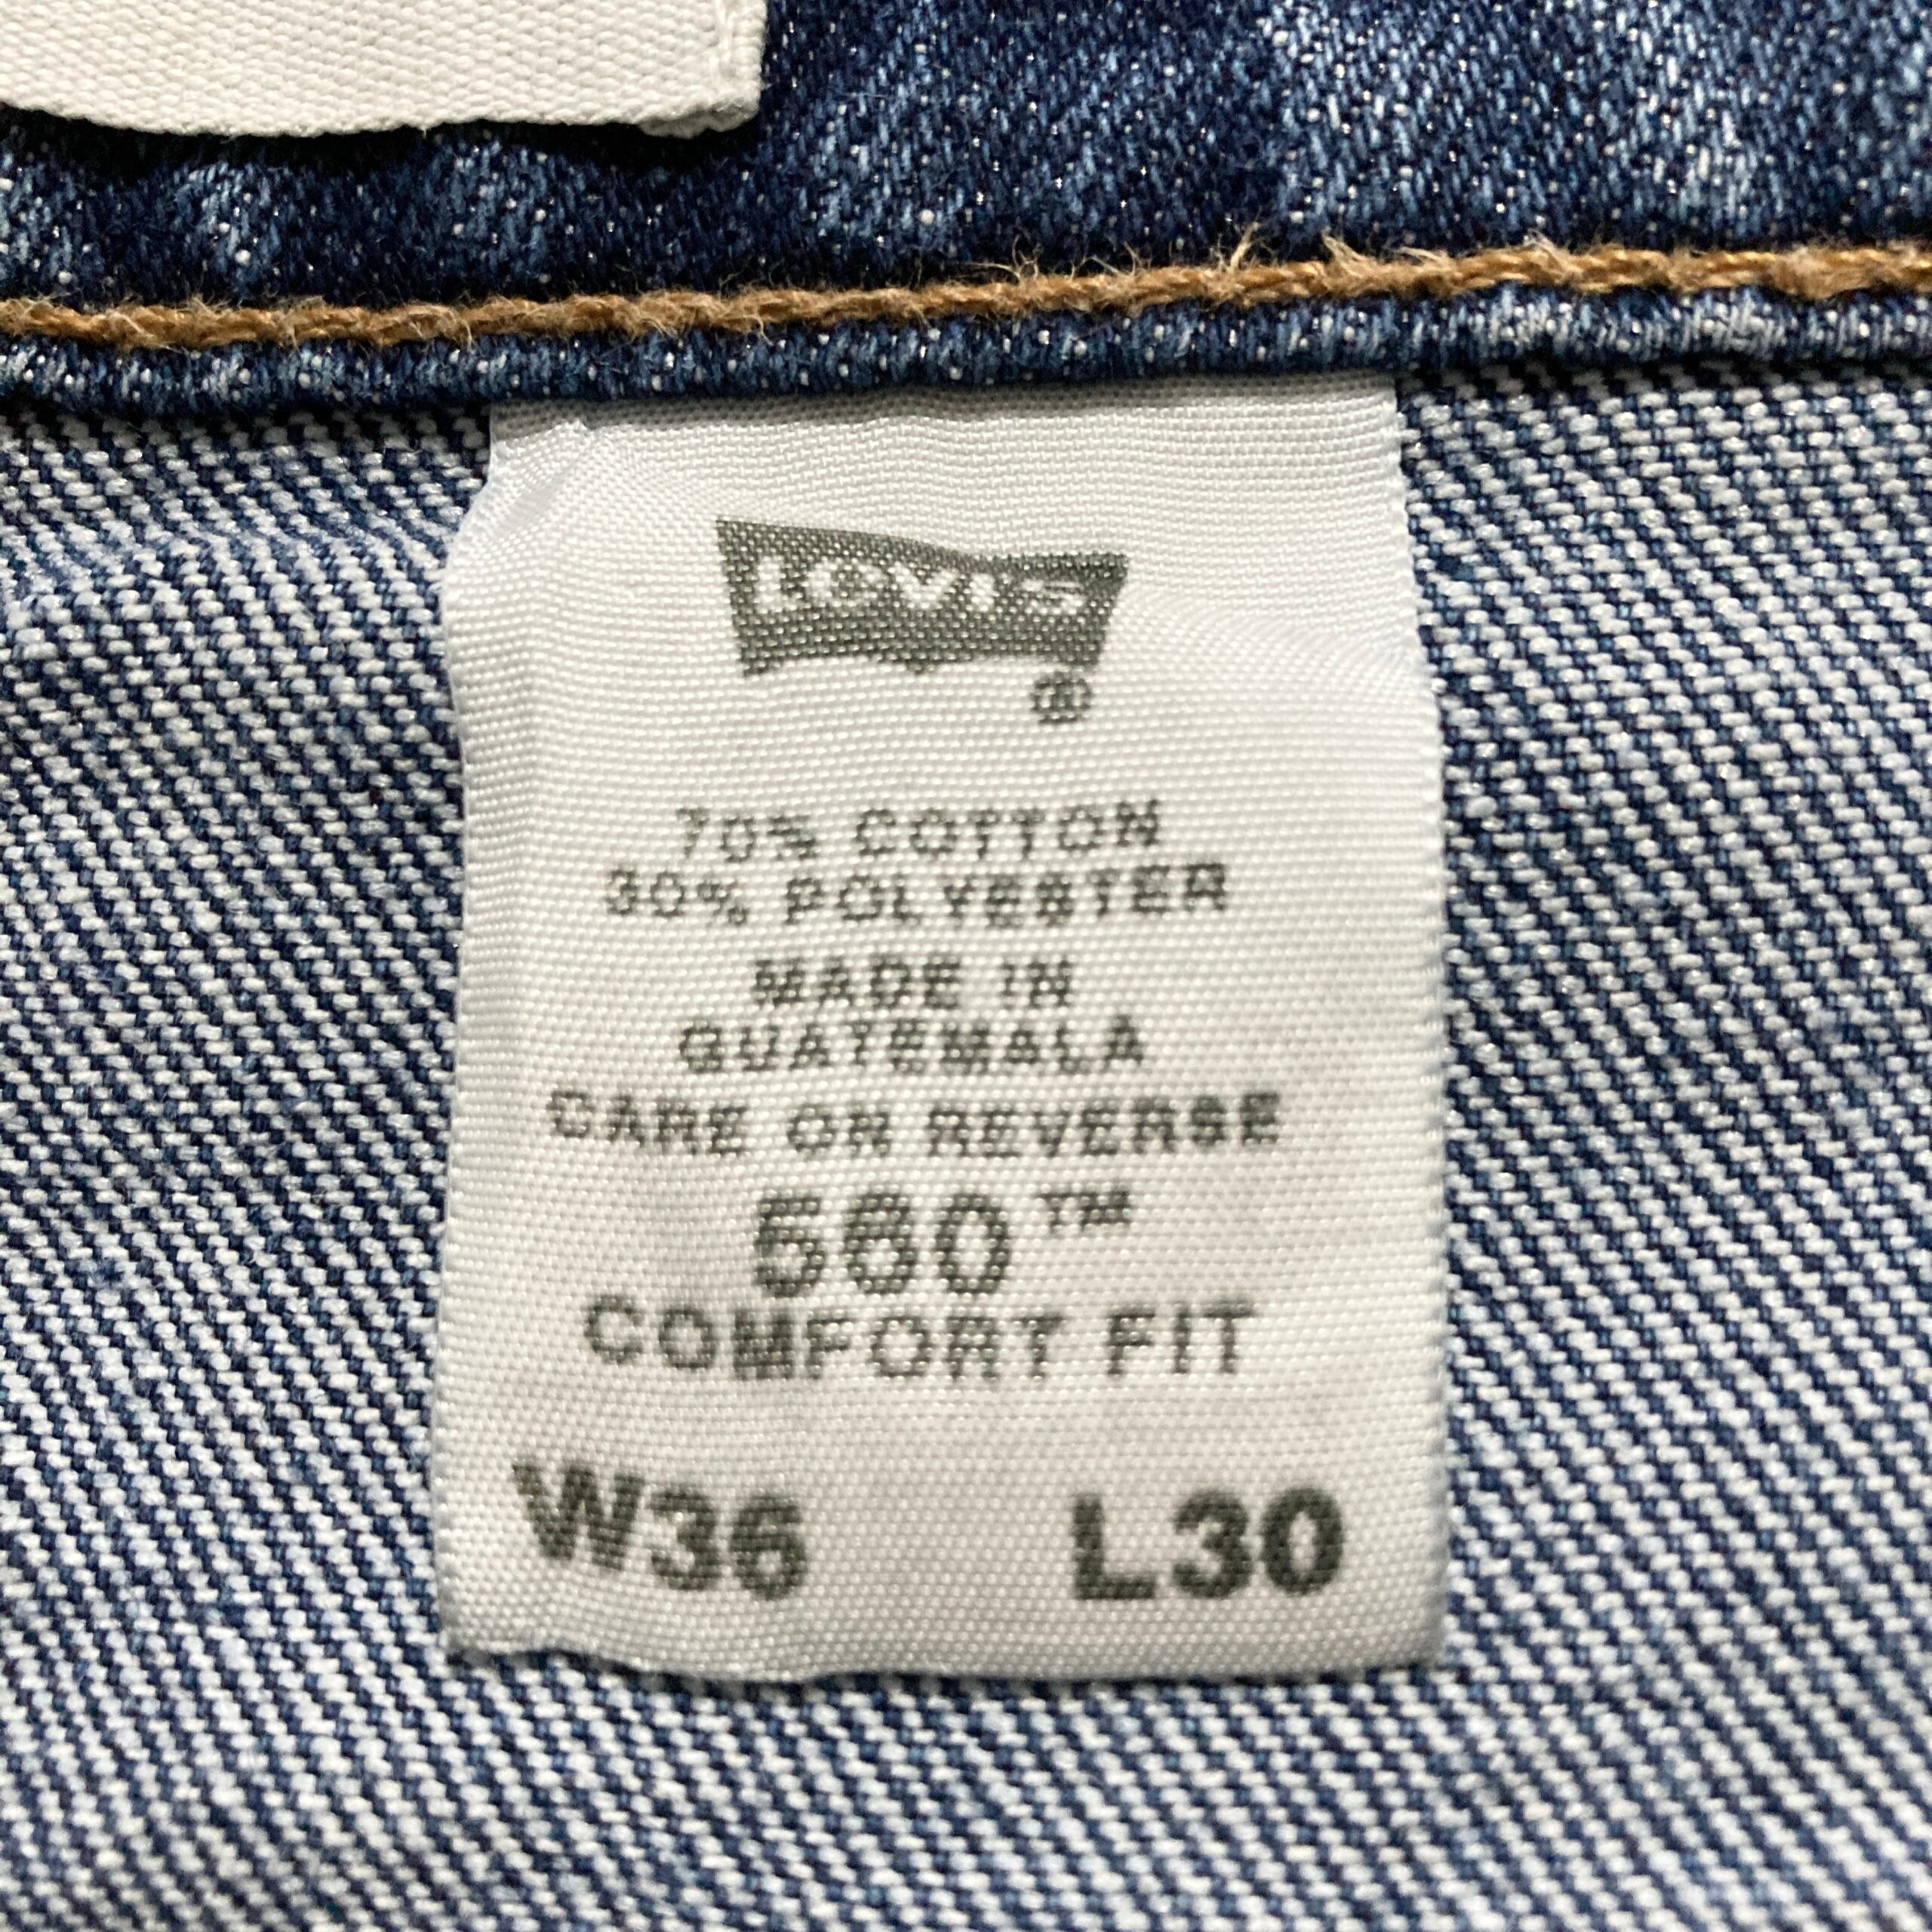 LEVI'S
®
70% COTTON
30% POLYESTER
MADE IN
GUATEMALA
CARE ON REVERSE
560™
COMFORT FIT
W36 L30